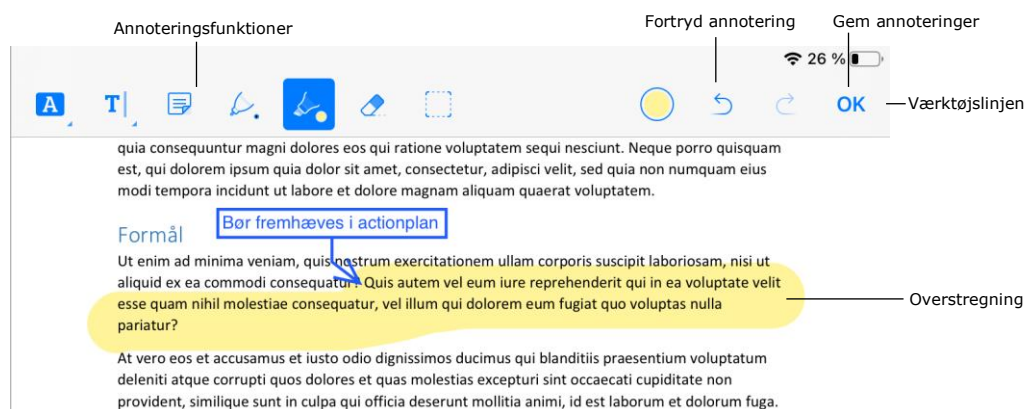 Annoteringsfunktioner
Fortryd annotering
Gem annoteringer
26 %
A
T
OK
Værktøjslinjen
quia consequuntur magni dolores eos qui ratione voluptatem sequi nesciunt. Neque porro quisquam
est, qui dolorem ipsum quia dolor sit amet, consectetur, adipisci velit, sed quia non numquam eius
modi tempora incidunt ut labore et dolore magnam aliquam quaerat voluptatem.
Bør fremhæves i actionplan
Formål
Ut enim ad minima veniam, quis nostrum exercitationem ullam corporis suscipit laboriosam, nisi ut
aliquid ex ea commodi consequatur? Quis autem vel eum iure reprehenderit qui in ea voluptate velit
esse quam nihil molestiae consequatur, vel illum qui dolorem eum fugiat quo voluptas nulla
pariatur?
Overstregning
At vero eos et accusamus et iusto odio dignissimos ducimus qui blanditiis praesentium voluptatum
deleniti atque corrupti quos dolores et quas molestias excepturi sint occaecati cupiditate non
provident, similique sunt in culpa qui officia deserunt mollitia animi, id est laborum et dolorum fuga.